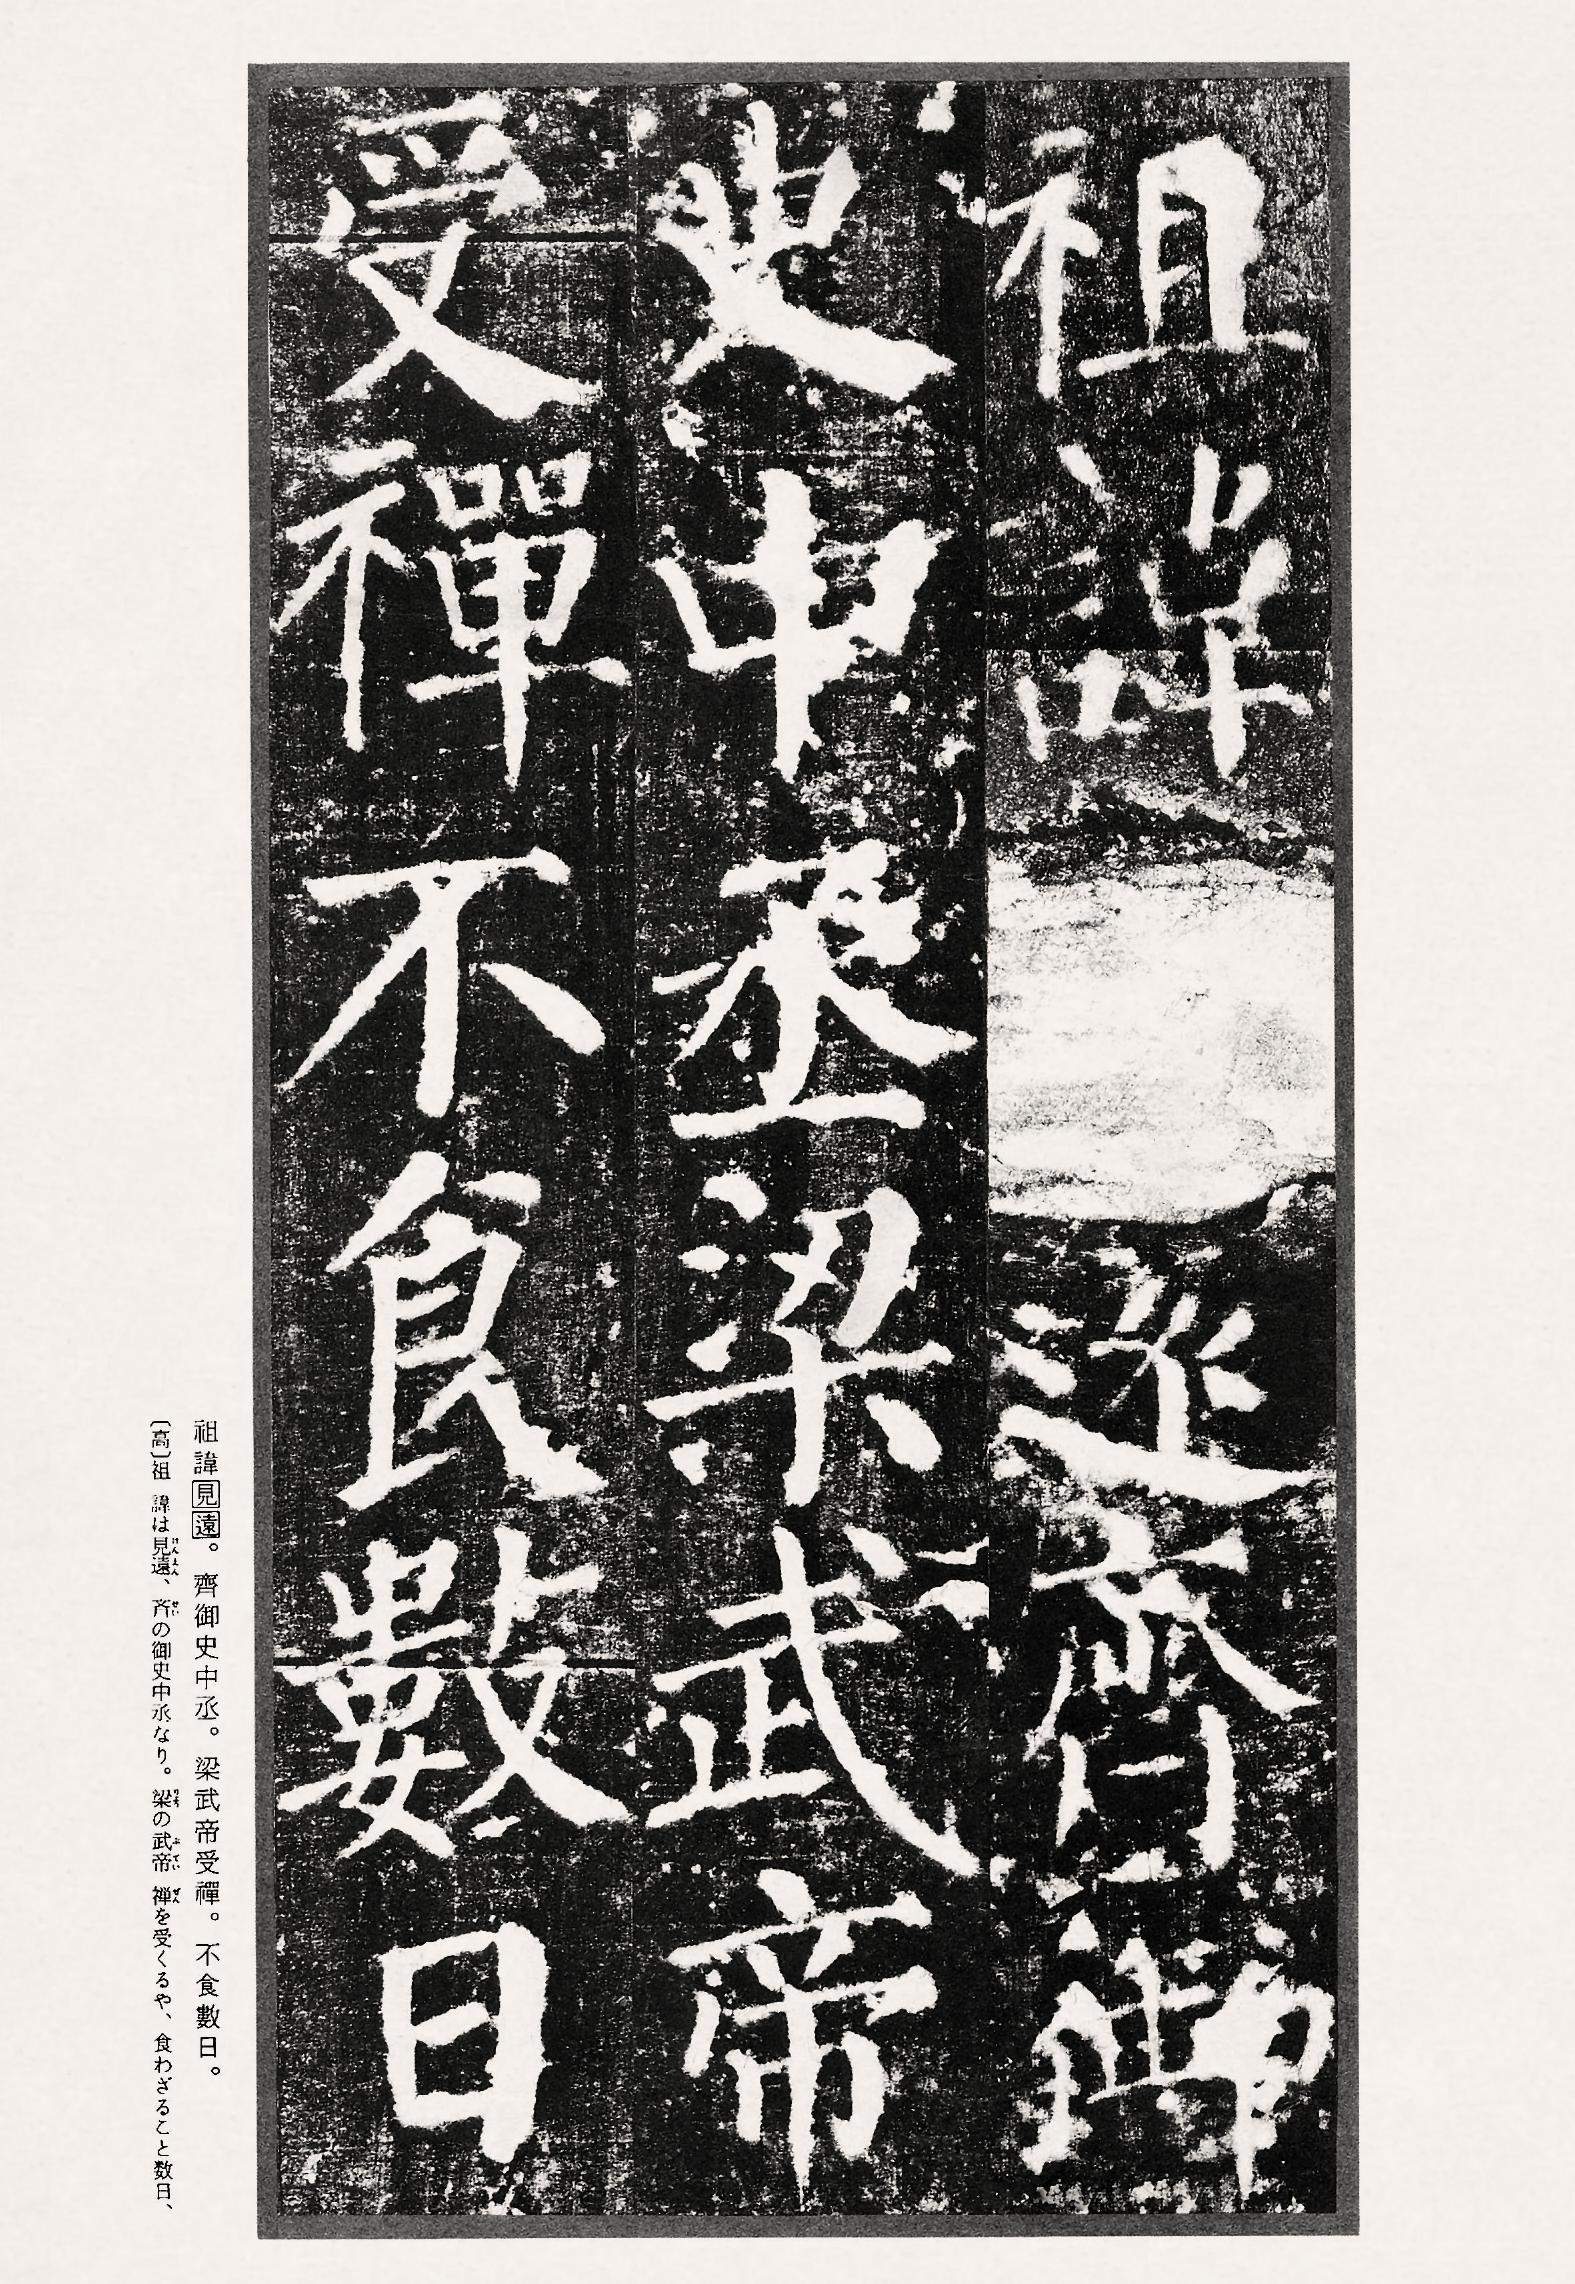 祖諱遠齊御
史中丞梁武帝
受禪不食數日
祖諱見遠。齊御史中丞。梁武帝受禪。不食數日。
〔高〕祖 諱は見遠、斉の御史中丞なり。梁の武帝 禅を受くるや、食わざること数日、